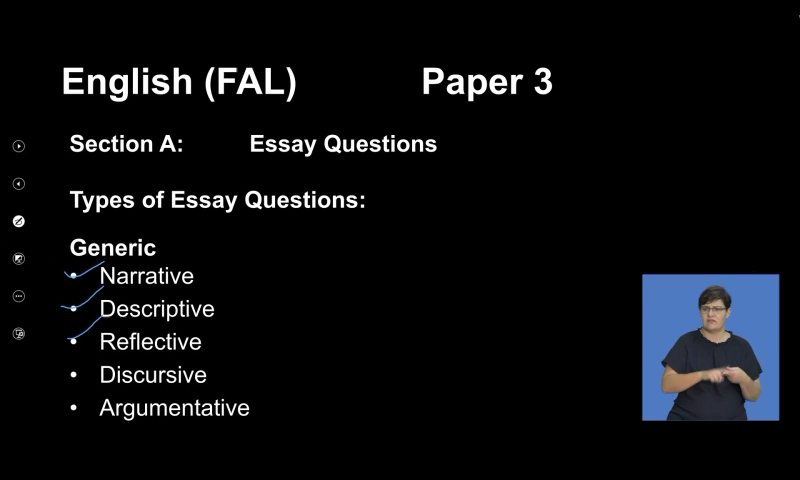 English (FAL) Paper 3
Section A: Essay Questions
Types of Essay Questions:
Generic
• Narrative
• Descriptive
• Reflective
• Discursive
• Argumentative